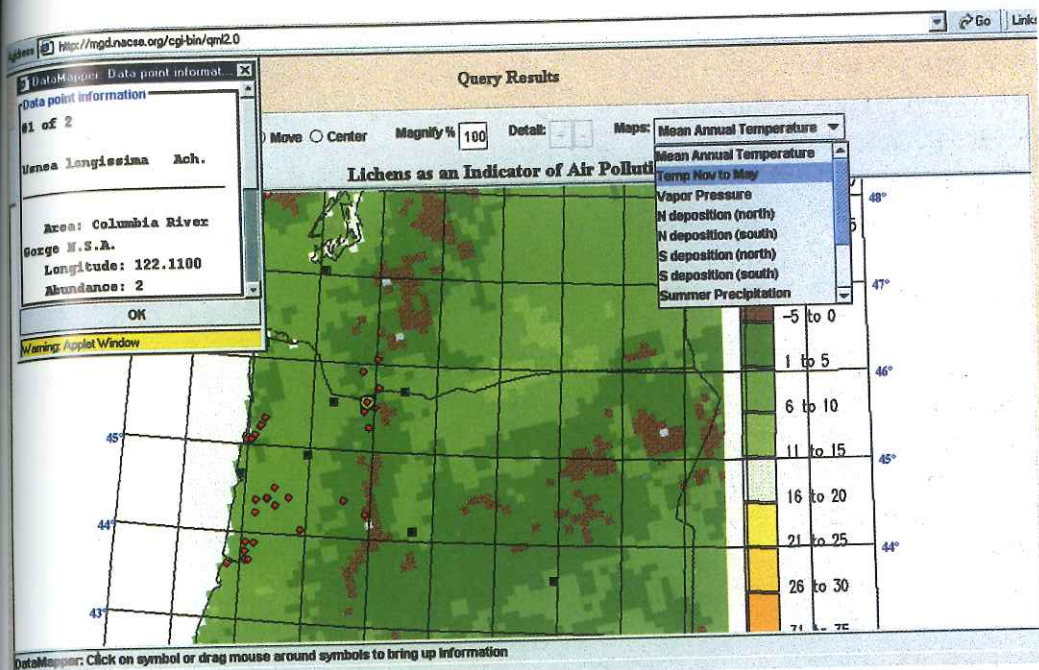 http://mgd.nacse.org/cgi-bin/qml2.0
Go
Links
DataMapper: Data point informat...
Data point information
#1 of 2
Usnea longissima Ach.
Area: Columbia River
Gorge N.S.A.
Longitude: 122.1100
Abundance: 2
OK
Warning: Applet Window
Query Results
Move
Center
Magnify %
100
Detail:
Maps:
Mean Annual Temperature
Lichens as an Indicator of Air Polluti
Mean Annual Temperature
Temp Nov to May
Vapor Pressure
N deposition (north)
N deposition (south)
S deposition (north)
S deposition (south)
Summer Precipitation
48°
47°
46°
45°
44°
45°
44°
43°
-5 to 0
1 to 5
6 to 10
11 to 15
16 to 20
21 to 25
26 to 30
DataMapper: Click on symbol or drag mouse around symbols to bring up information